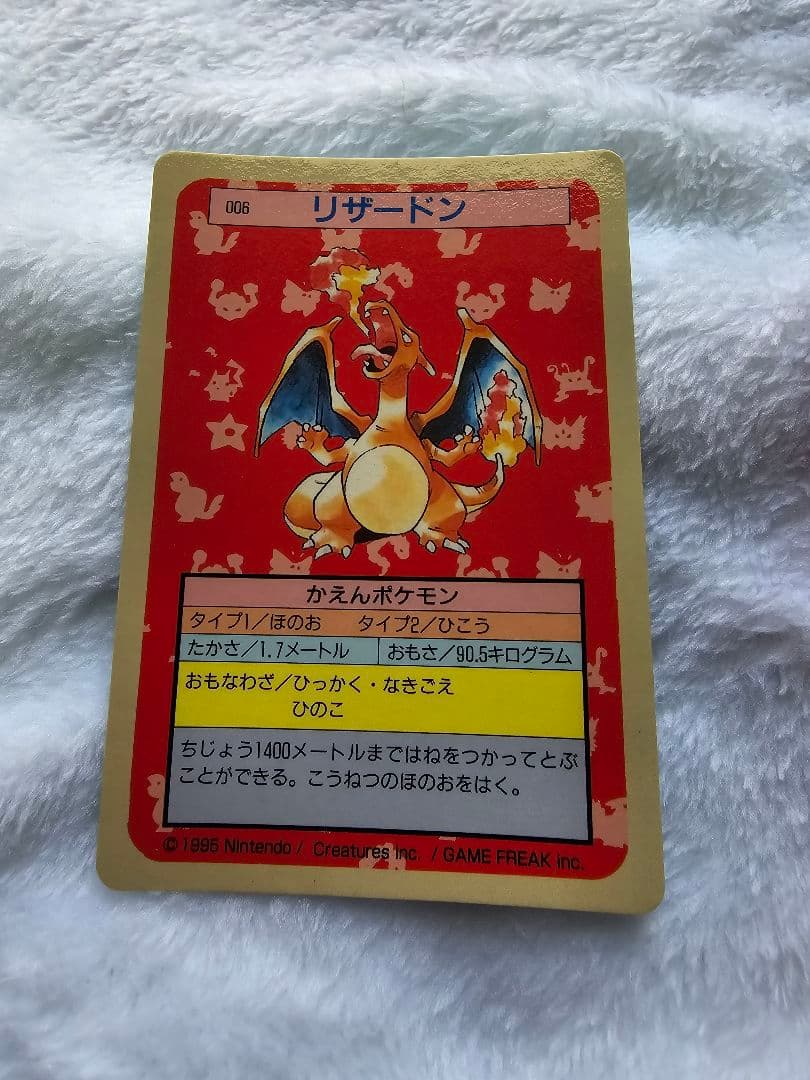 006 リザードン
かえんポケモン
タイプ1/ほのお タイプ2/ひこう
たかさ/1.7メートル おもさ/90.5キログラム
おもなわざ/ひっかく・なきごえ
ひのこ
ちじょう1400メートルまではねをつかってとぶ
ことができる。こうねつのほのおをはく。
© 1995 Nintendo / Creatures inc. / GAME FREAK inc.